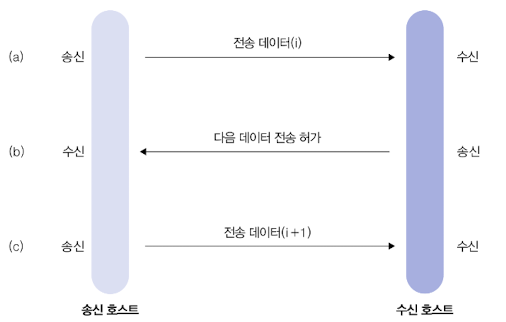 (a) 송신 전송 데이터(i) 수신
(b) 수신 다음 데이터 전송 허가 송신
(c) 송신 전송 데이터(i+1) 수신
송신 호스트 수신 호스트